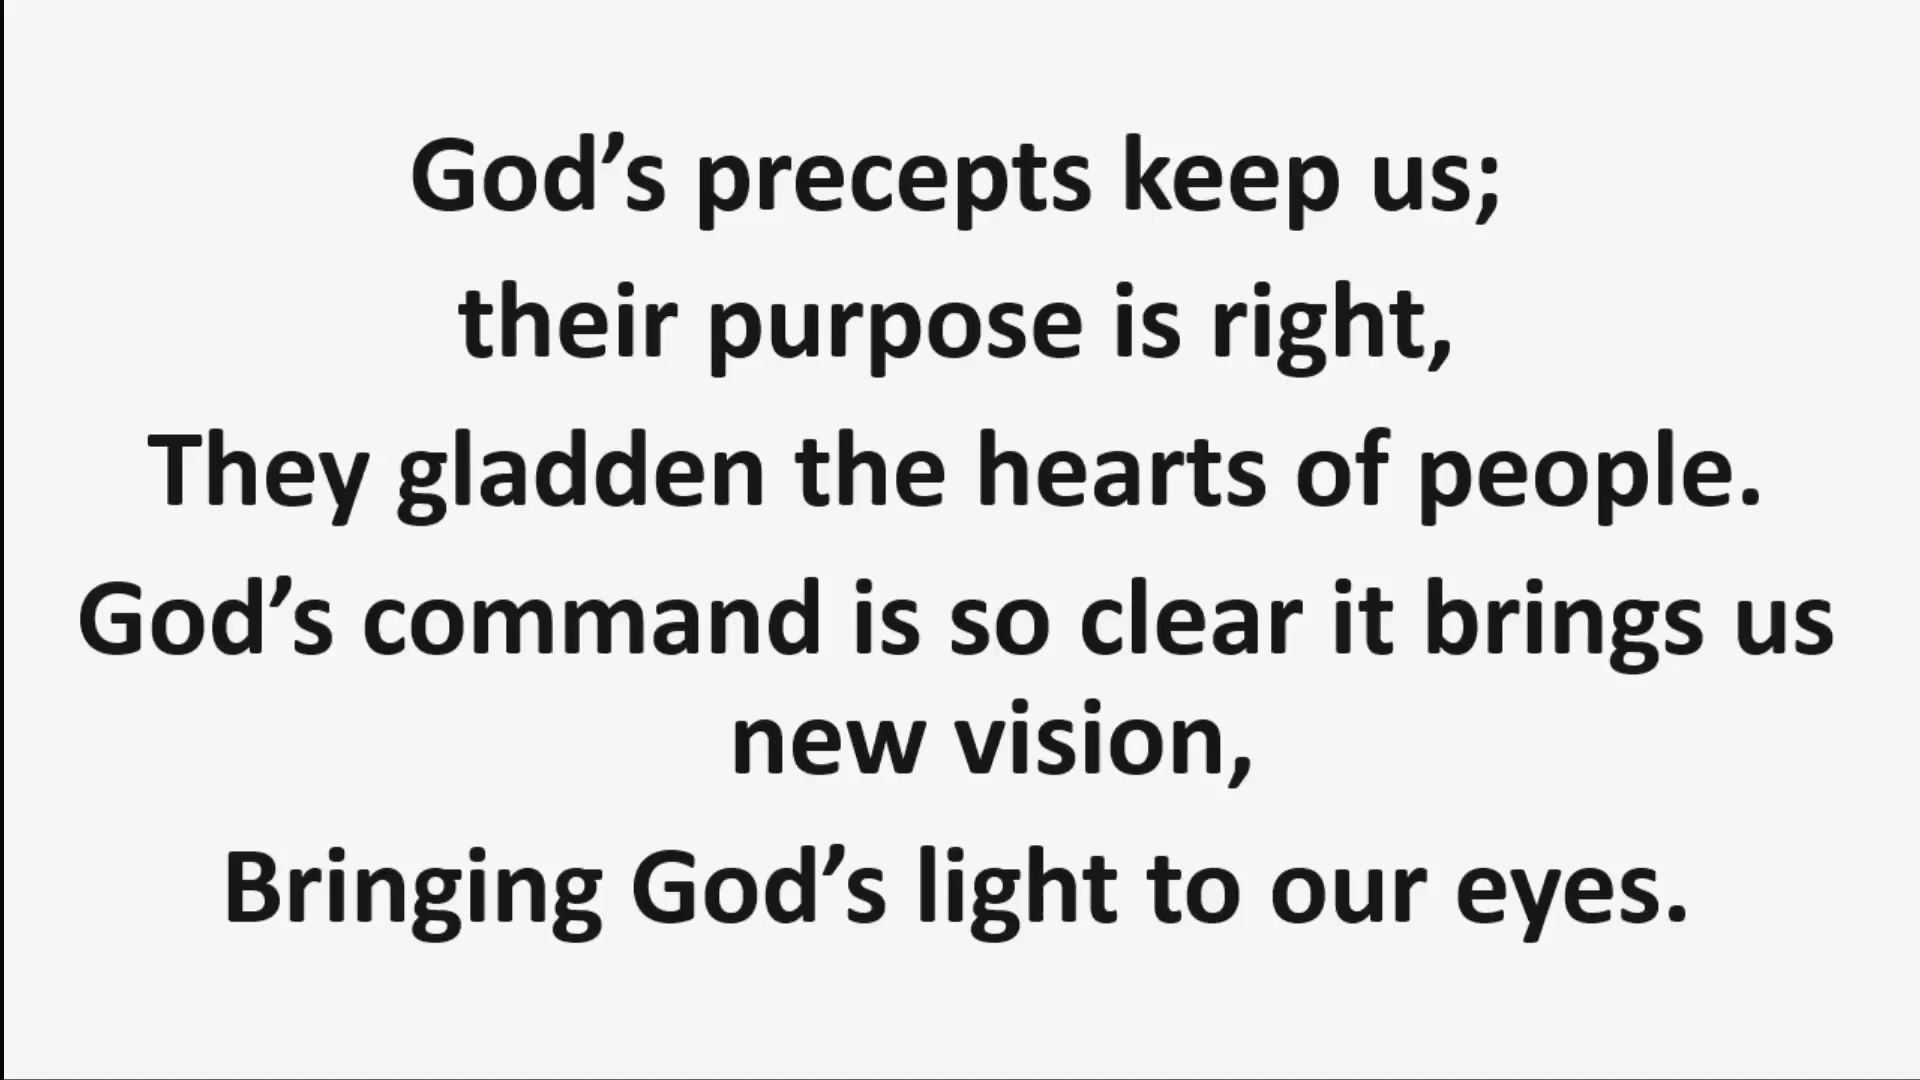 God’s precepts keep us;
their purpose is right,
They gladden the hearts of people.
God’s command is so clear it brings us
new vision,
Bringing God’s light to our eyes.